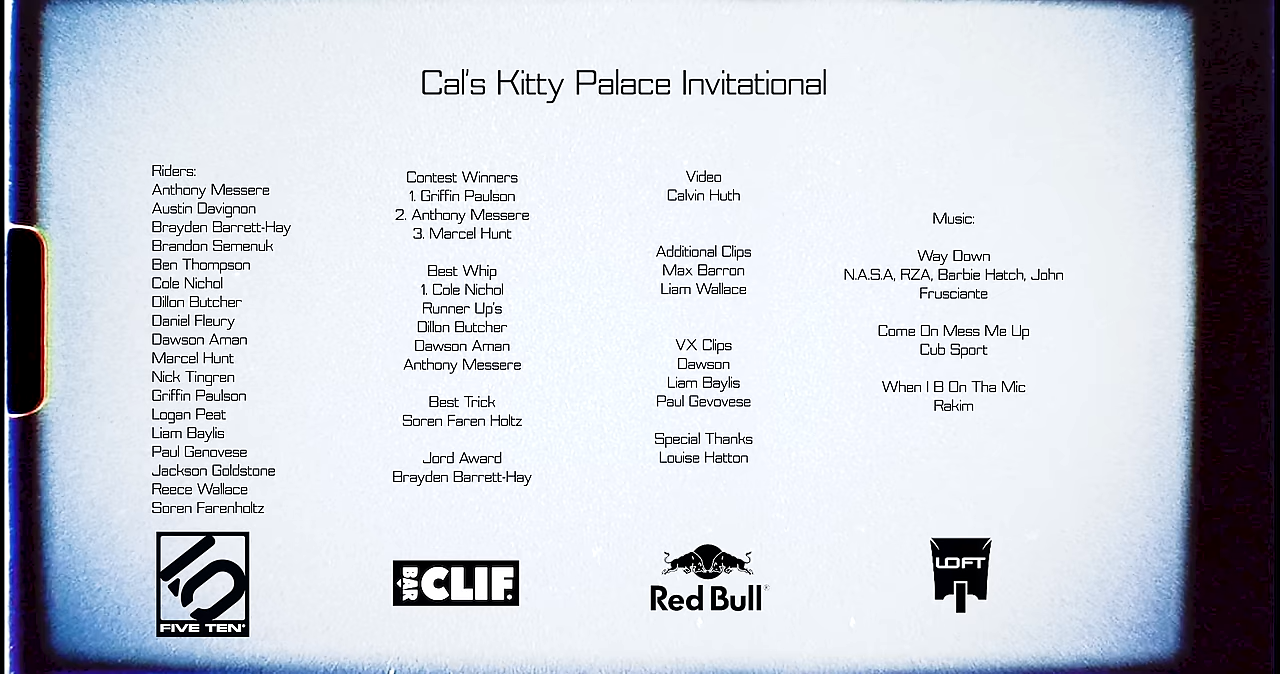 Cal's Kitty Palace Invitational
Riders:
Anthony Messere
Austin Davignon
Brayden Barrett-Hay
Brandon Semenuk
Ben Thompson
Cole Nichol
Dillon Butcher
Daniel Fleury
Dawson Aman
Marcel Hunt
Nick Tingren
Griffin Paulson
Logan Peat
Liam Baylis
Paul Genovese
Jackson Goldstone
Reece Wallace
Soren Farenholtz
Contest Winners
1. Griffin Paulson
2. Anthony Messere
3. Marcel Hunt
Best Whip
1. Cole Nichol
Runner Up's
Dillon Butcher
Dawson Aman
Anthony Messere
Best Trick
Soren Faren Holtz
Jord Award
Brayden Barrett-Hay
Video
Calvin Huth
Additional Clips
Max Barron
Liam Wallace
VX Clips
Dawson
Liam Baylis
Paul Gevovese
Special Thanks
Louise Hatton
Music:
Way Down
N.A.S.A, RZA, Barbie Hatch, John
Frusciante
Come On Mess Me Up
Cub Sport
When I B On Tha Mic
Rakim
FIVE TEN
CLIF
BAR
Red Bull
LOFT